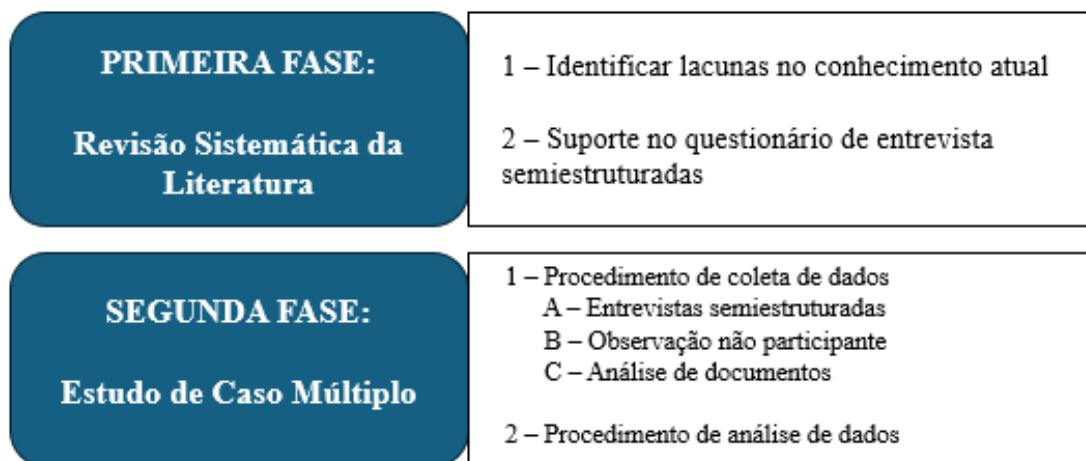 PRIMEIRA FASE:
Revisão Sistemática da
Literatura
1 – Identificar lacunas no conhecimento atual
2 – Suporte no questionário de entrevista
semiestruturadas
SEGUNDA FASE:
Estudo de Caso Múltiplo
1 – Procedimento de coleta de dados
A – Entrevistas semiestruturadas
B – Observação não participante
C – Análise de documentos
2 – Procedimento de análise de dados